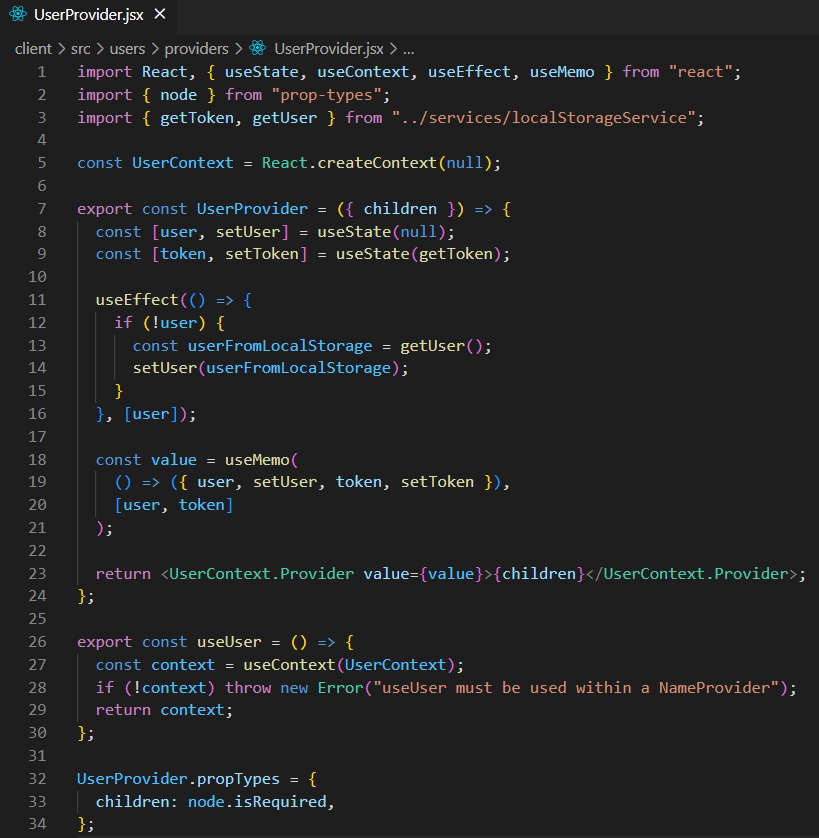 UserProvider.jsx ×
client > src > users > providers > UserProvider.jsx > ...
1 import React, { useState, useContext, useEffect, useMemo } from "react";
2 import { node } from "prop-types";
3 import { getToken, getUser } from "../services/localStorageService";
4
5 const UserContext = React.createContext(null);
6
7 export const UserProvider = ({ children }) => {
8   const [user, setUser] = useState(null);
9   const [token, setToken] = useState(getToken);
10
11   useEffect(() => {
12     if (!user) {
13       const userFromLocalStorage = getUser();
14       setUser(userFromLocalStorage);
15     }
16   }, [user]);
17
18   const value = useMemo(
19     () => ({ user, setUser, token, setToken }),
20     [user, token]
21   );
22
23   return <UserContext.Provider value={value}>{children}</UserContext.Provider>;
24 };
25
26 export const useUser = () => {
27   const context = useContext(UserContext);
28   if (!context) throw new Error("useUser must be used within a NameProvider");
29   return context;
30 };
31
32 UserProvider.propTypes = {
33   children: node.isRequired,
34 };